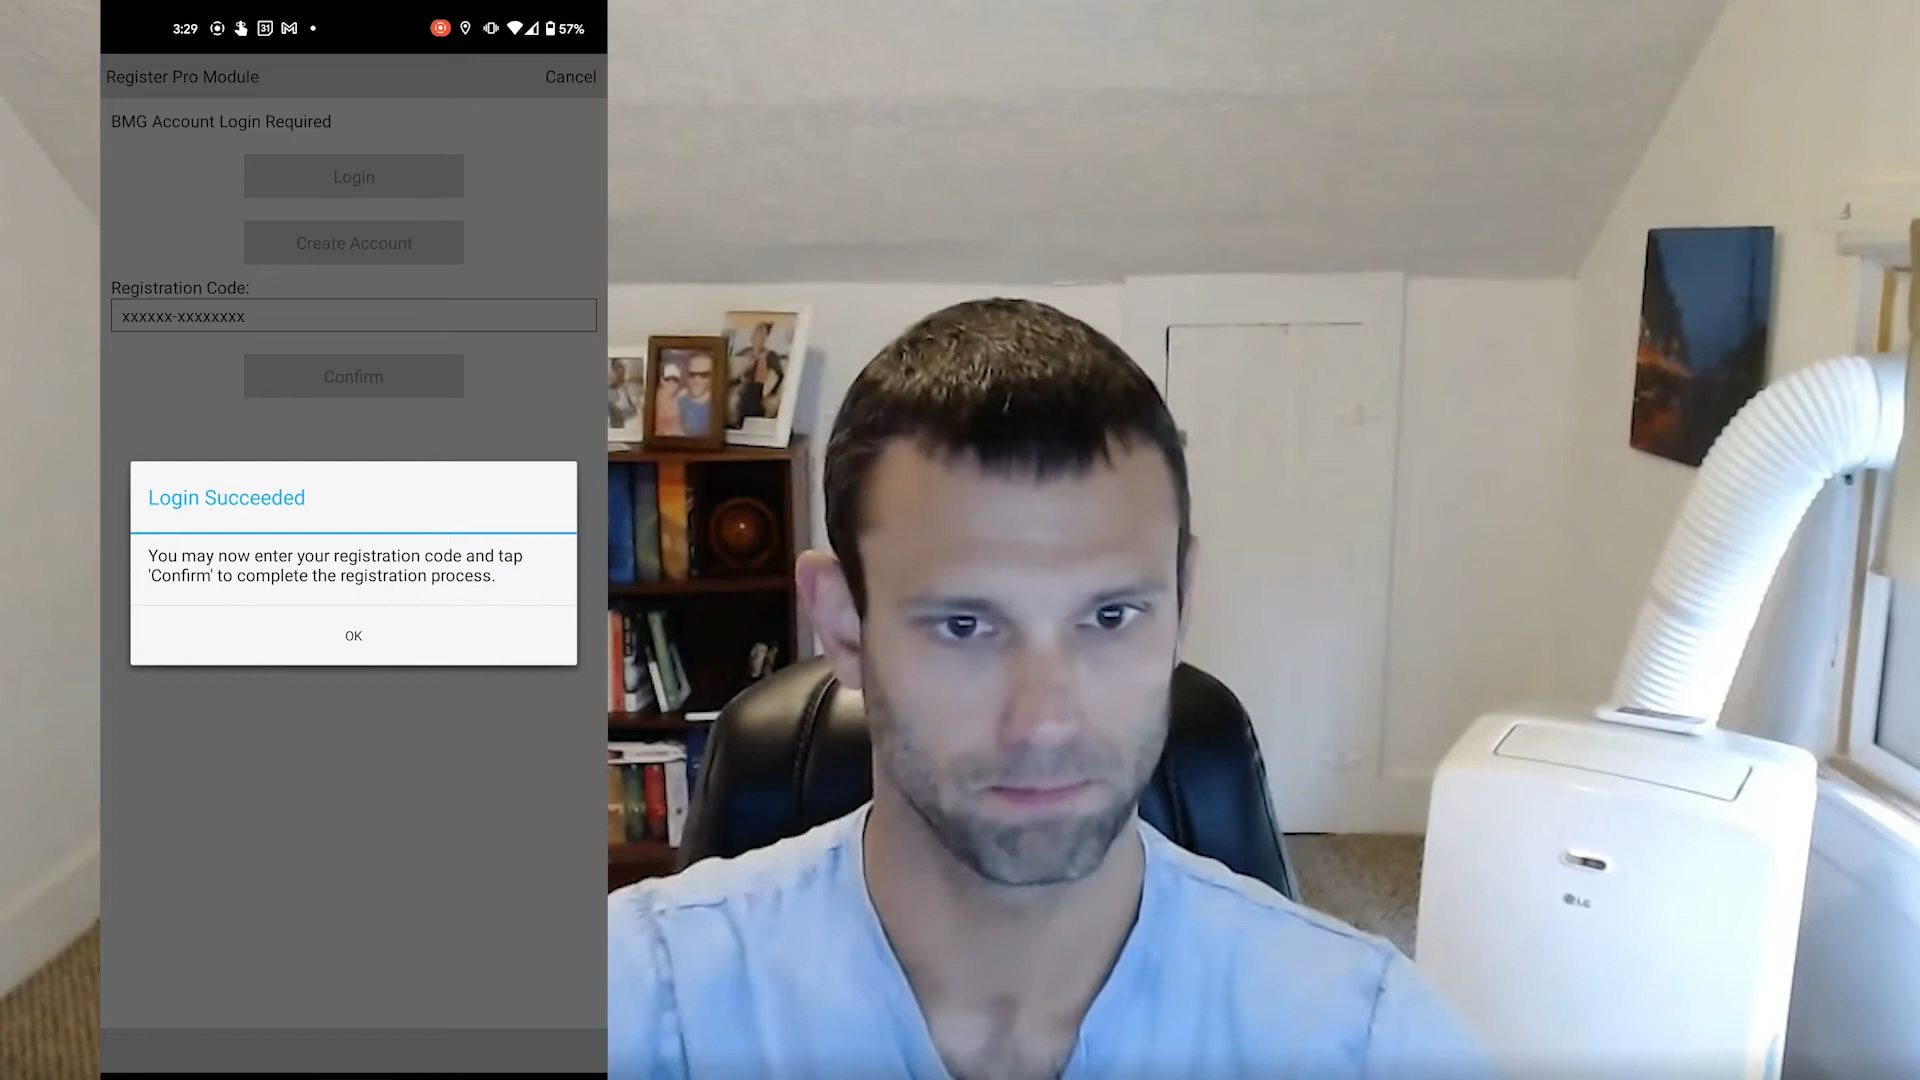 3:29
31
57%
Register Pro Module
Cancel
BMG Account Login Required
Login
Create Account
Registration Code:
xxxxxx-xxxxxxxx
Confirm
Login Succeeded
You may now enter your registration code and tap
'Confirm' to complete the registration process.
OK
LG